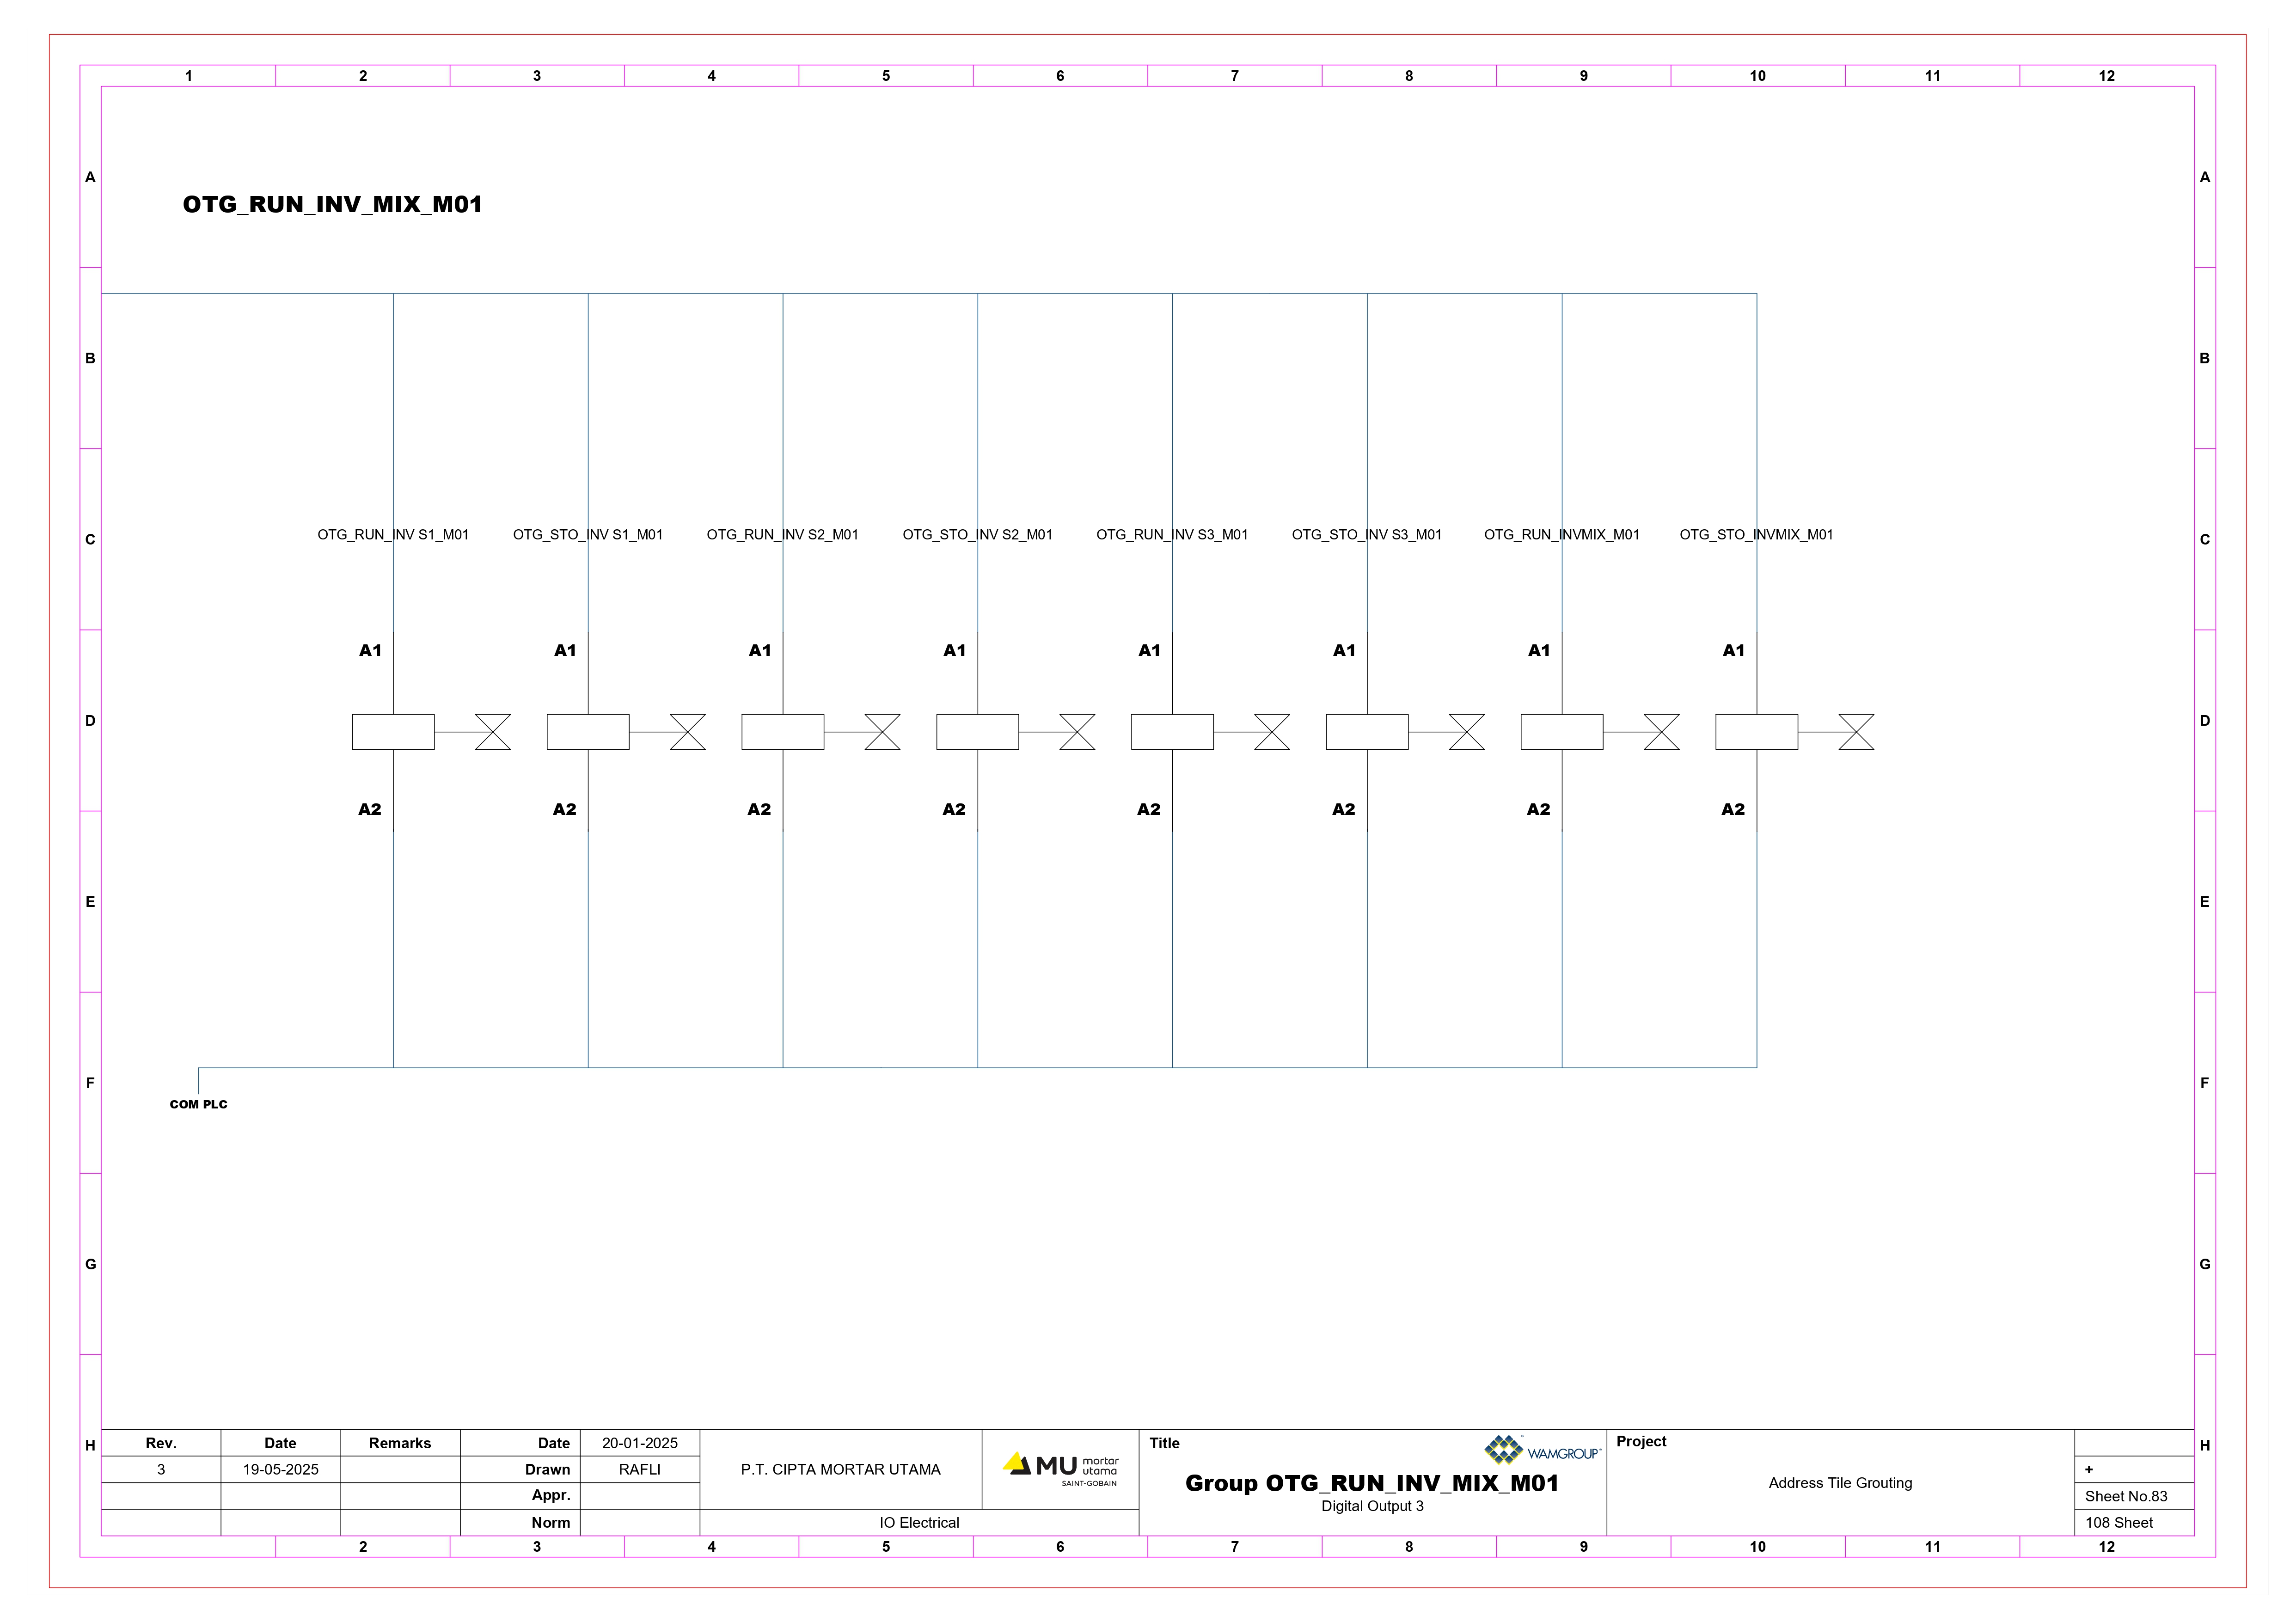 1 2 3 4 5 6 7 8 9 10 11 12
A A
OTG_RUN_INV_MIX_M01
B B
C C
OTG_RUN_INV S1_M01 OTG_STO_INV S1_M01 OTG_RUN_INV S2_M01 OTG_STO_INV S2_M01 OTG_RUN_INV S3_M01 OTG_STO_INV S3_M01 OTG_RUN_INVMIX_M01 OTG_STO_INVMIX_M01
A1 A1 A1 A1 A1 A1 A1 A1
D D
A2 A2 A2 A2 A2 A2 A2 A2
E E
F F
COM PLC
G G
H H
Rev. Date Remarks Date 20-01-2025
3 19-05-2025 Drawn RAFLI
Appr.
Norm
P.T. CIPTA MORTAR UTAMA
MU mortar utama
SAINT-GOBAIN
IO Electrical
Title
WAMGROUP®
Group OTG_RUN_INV_MIX_M01
Digital Output 3
Project
Address Tile Grouting
+
Sheet No.83
108 Sheet
2 3 4 5 6 7 8 9 10 11 12